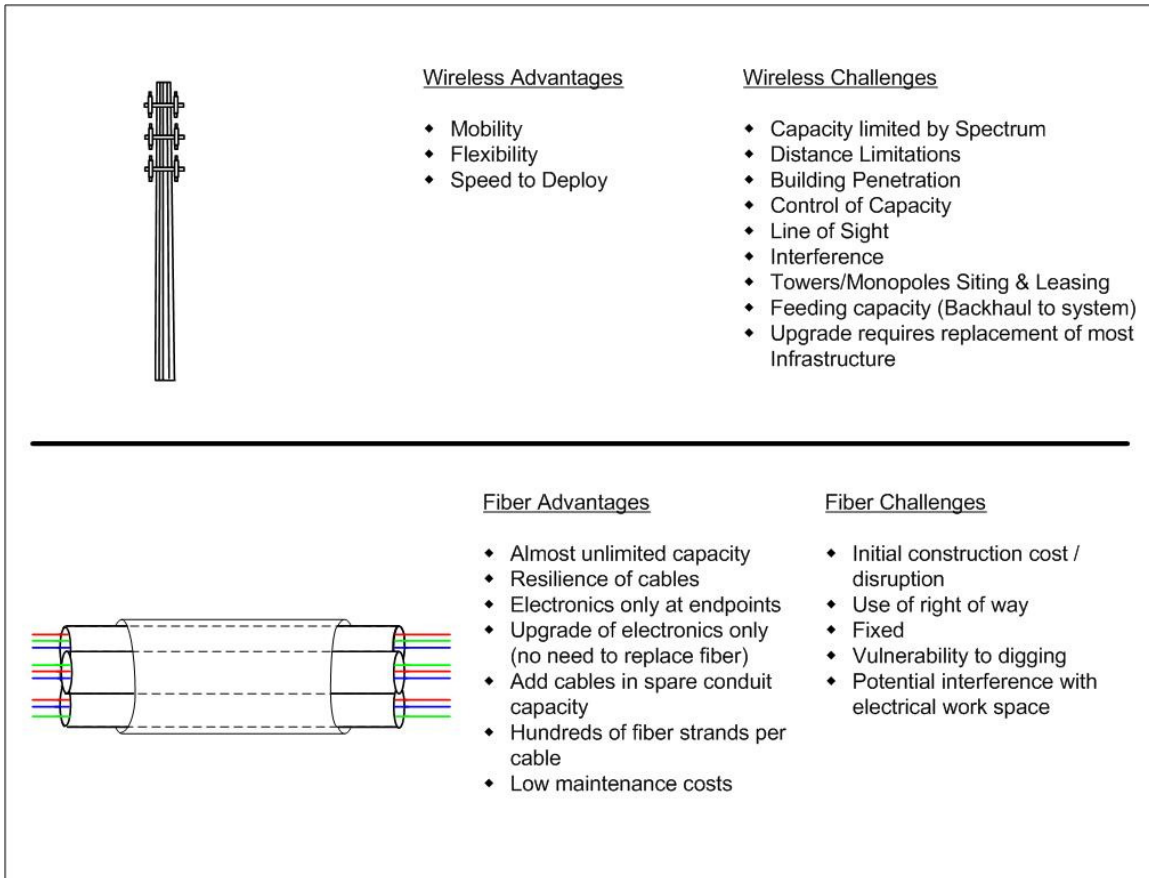 Wireless Advantages
◆ Mobility
◆ Flexibility
◆ Speed to Deploy
Wireless Challenges
◆ Capacity limited by Spectrum
◆ Distance Limitations
◆ Building Penetration
◆ Control of Capacity
◆ Line of Sight
◆ Interference
◆ Towers/Monopoles Siting & Leasing
◆ Feeding capacity (Backhaul to system)
◆ Upgrade requires replacement of most
Infrastructure
Fiber Advantages
◆ Almost unlimited capacity
◆ Resilience of cables
◆ Electronics only at endpoints
◆ Upgrade of electronics only
(no need to replace fiber)
◆ Add cables in spare conduit
capacity
◆ Hundreds of fiber strands per
cable
◆ Low maintenance costs
Fiber Challenges
◆ Initial construction cost /
disruption
◆ Use of right of way
◆ Fixed
◆ Vulnerability to digging
◆ Potential interference with
electrical work space